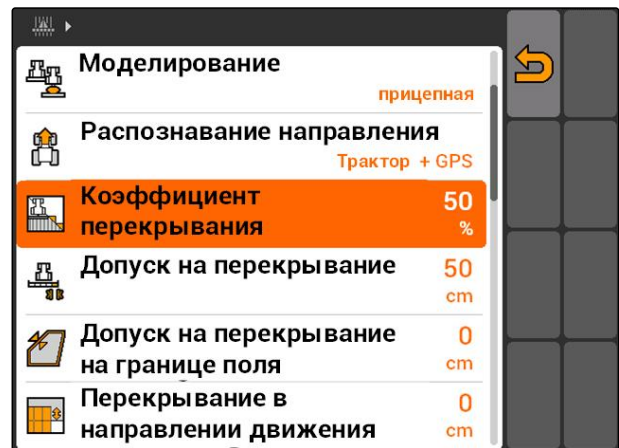 Моделирование
прицепная
Распознавание направления
Трактор + GPS
Коэффициент
перекрывания
50
%
Допуск на перекрывание
50
cm
Допуск на перекрывание
на границе поля
0
cm
Перекрывание в
направлении движения
0
cm